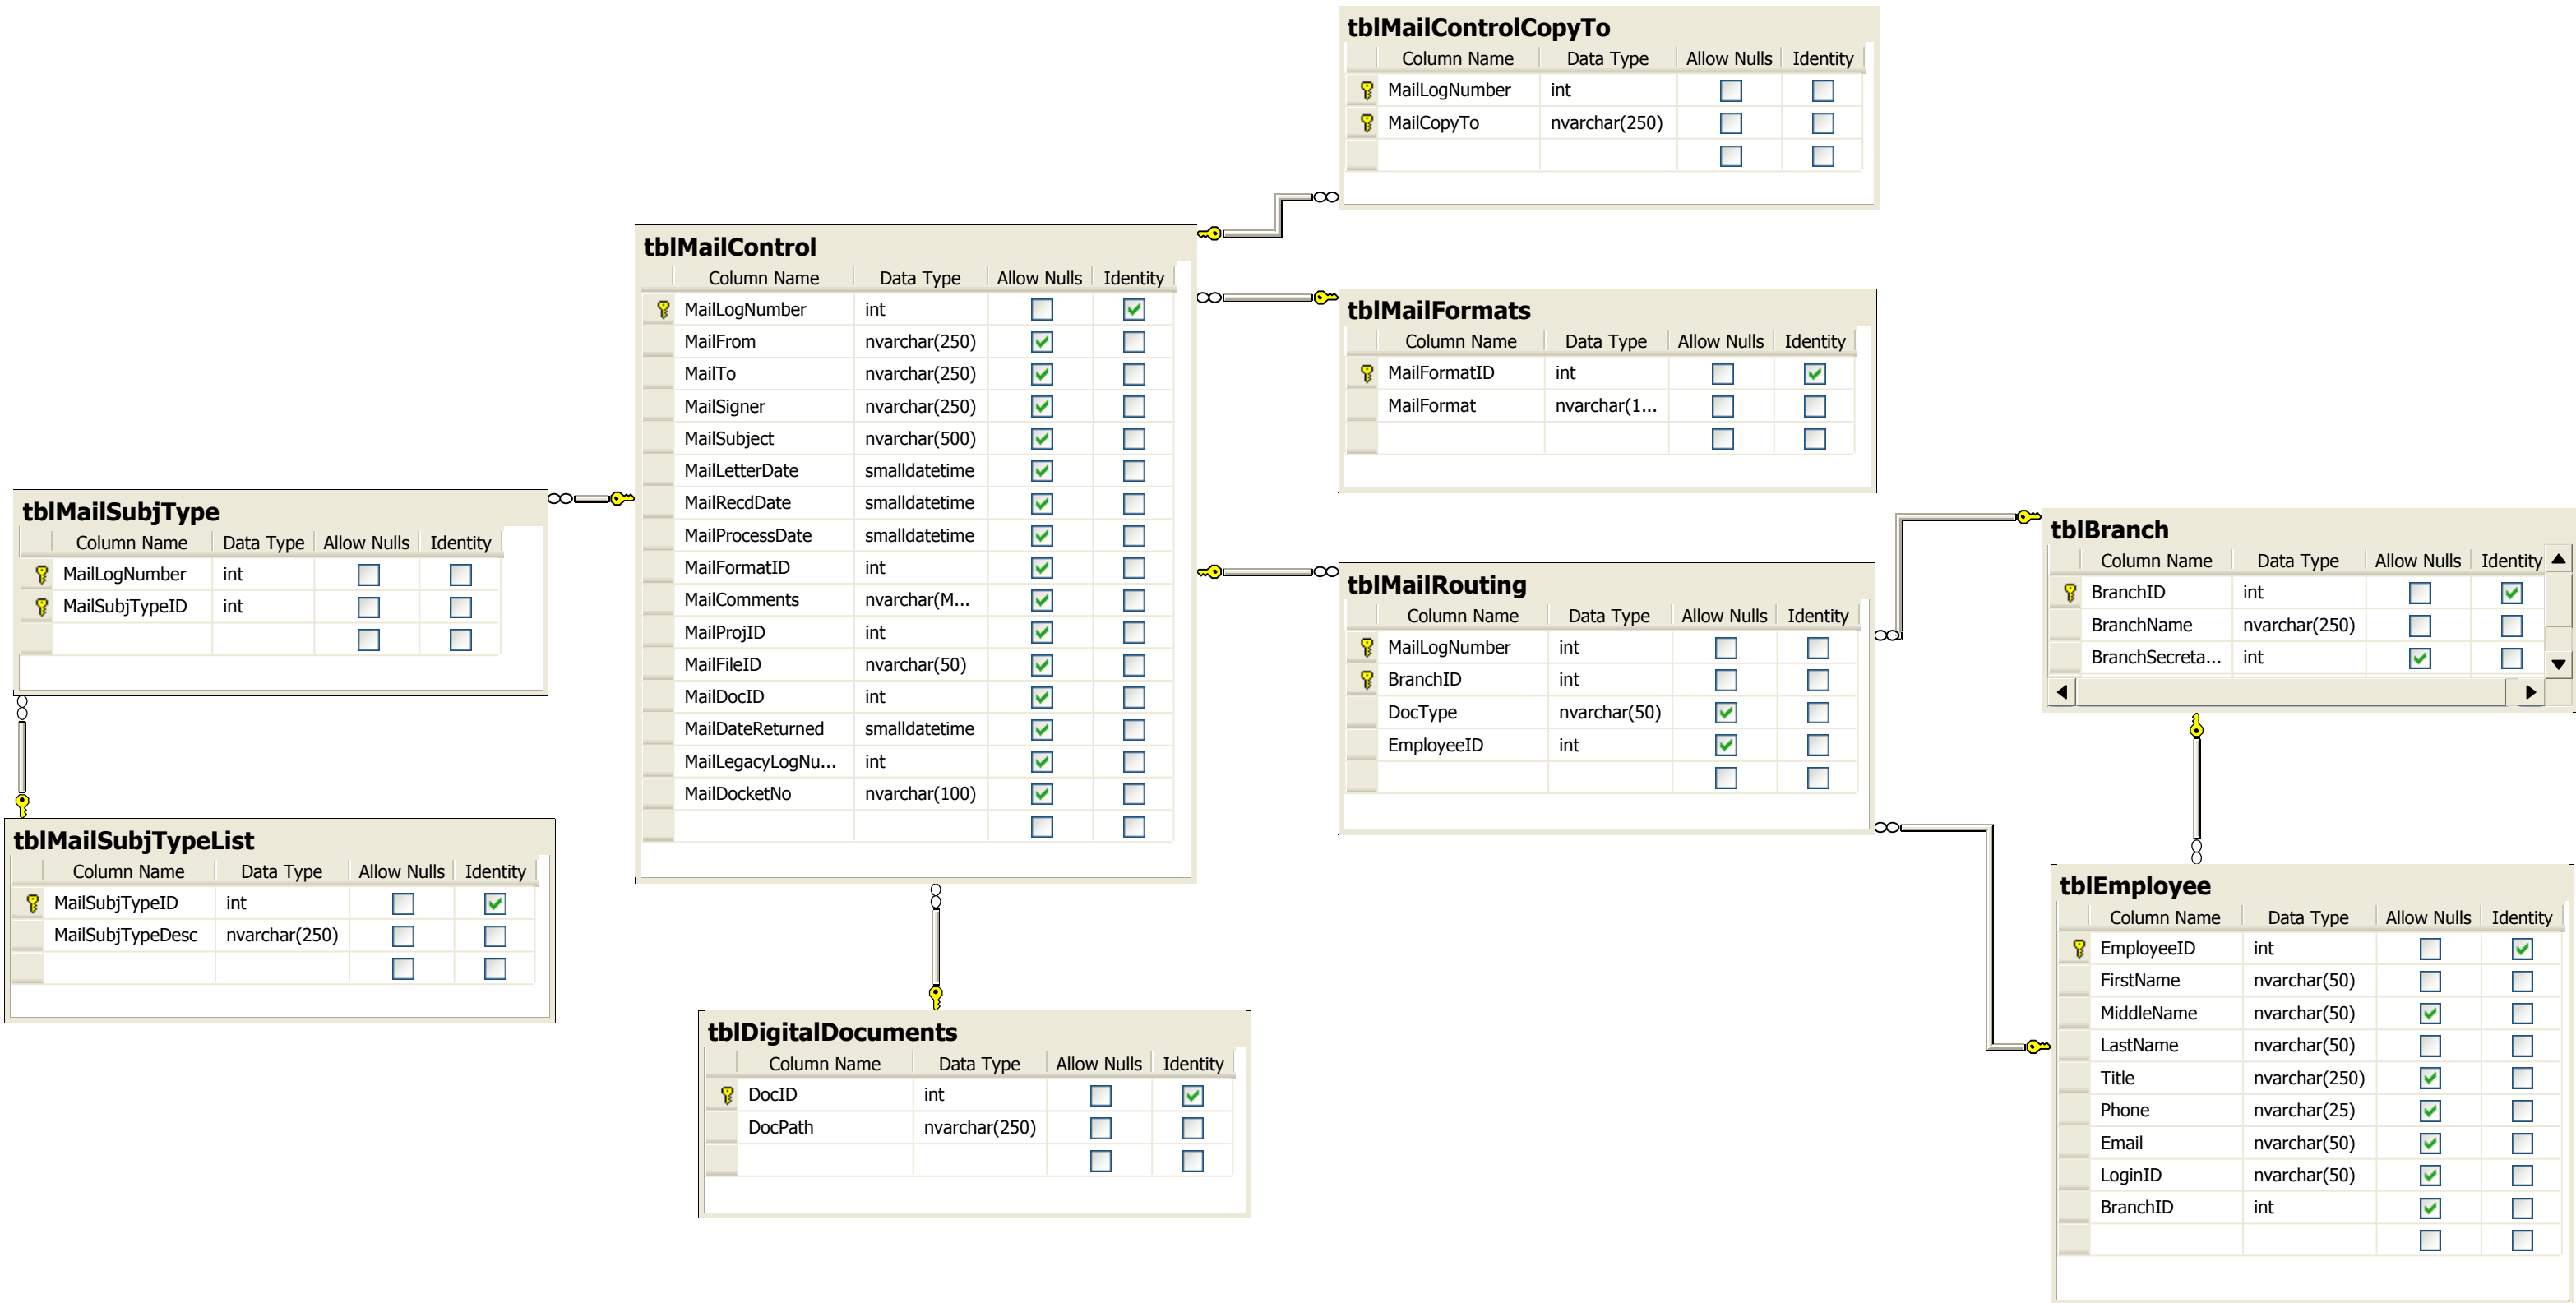 tblMailControlCopyTo
Column Name Data Type Allow Nulls Identity
MailLogNumber int
MailCopyTo nvarchar(250)
tblMailControl
Column Name Data Type Allow Nulls Identity
MailLogNumber int
MailFrom nvarchar(250)
MailTo nvarchar(250)
MailSigner nvarchar(250)
MailSubject nvarchar(500)
MailLetterDate smalldatetime
MailRecdDate smalldatetime
MailProcessDate smalldatetime
MailFormatID int
MailComments nvarchar(M...
MailProjID int
MailFileID nvarchar(50)
MailDocID int
MailDateReturned smalldatetime
MailLegacyLogNu... int
MailDocketNo nvarchar(100)
tblMailFormats
Column Name Data Type Allow Nulls Identity
MailFormatID int
MailFormat nvarchar(1...
tblMailSubjType
Column Name Data Type Allow Nulls Identity
MailLogNumber int
MailSubjTypeID int
tblMailRouting
Column Name Data Type Allow Nulls Identity
MailLogNumber int
BranchID int
DocType nvarchar(50)
EmployeeID int
tblBranch
Column Name Data Type Allow Nulls Identity
BranchID int
BranchName nvarchar(250)
BranchSecreta... int
tblMailSubjTypeList
Column Name Data Type Allow Nulls Identity
MailSubjTypeID int
MailSubjTypeDesc nvarchar(250)
tblDigitalDocuments
Column Name Data Type Allow Nulls Identity
DocID int
DocPath nvarchar(250)
tblEmployee
Column Name Data Type Allow Nulls Identity
EmployeeID int
FirstName nvarchar(50)
MiddleName nvarchar(50)
LastName nvarchar(50)
Title nvarchar(250)
Phone nvarchar(25)
Email nvarchar(50)
LoginID nvarchar(50)
BranchID int